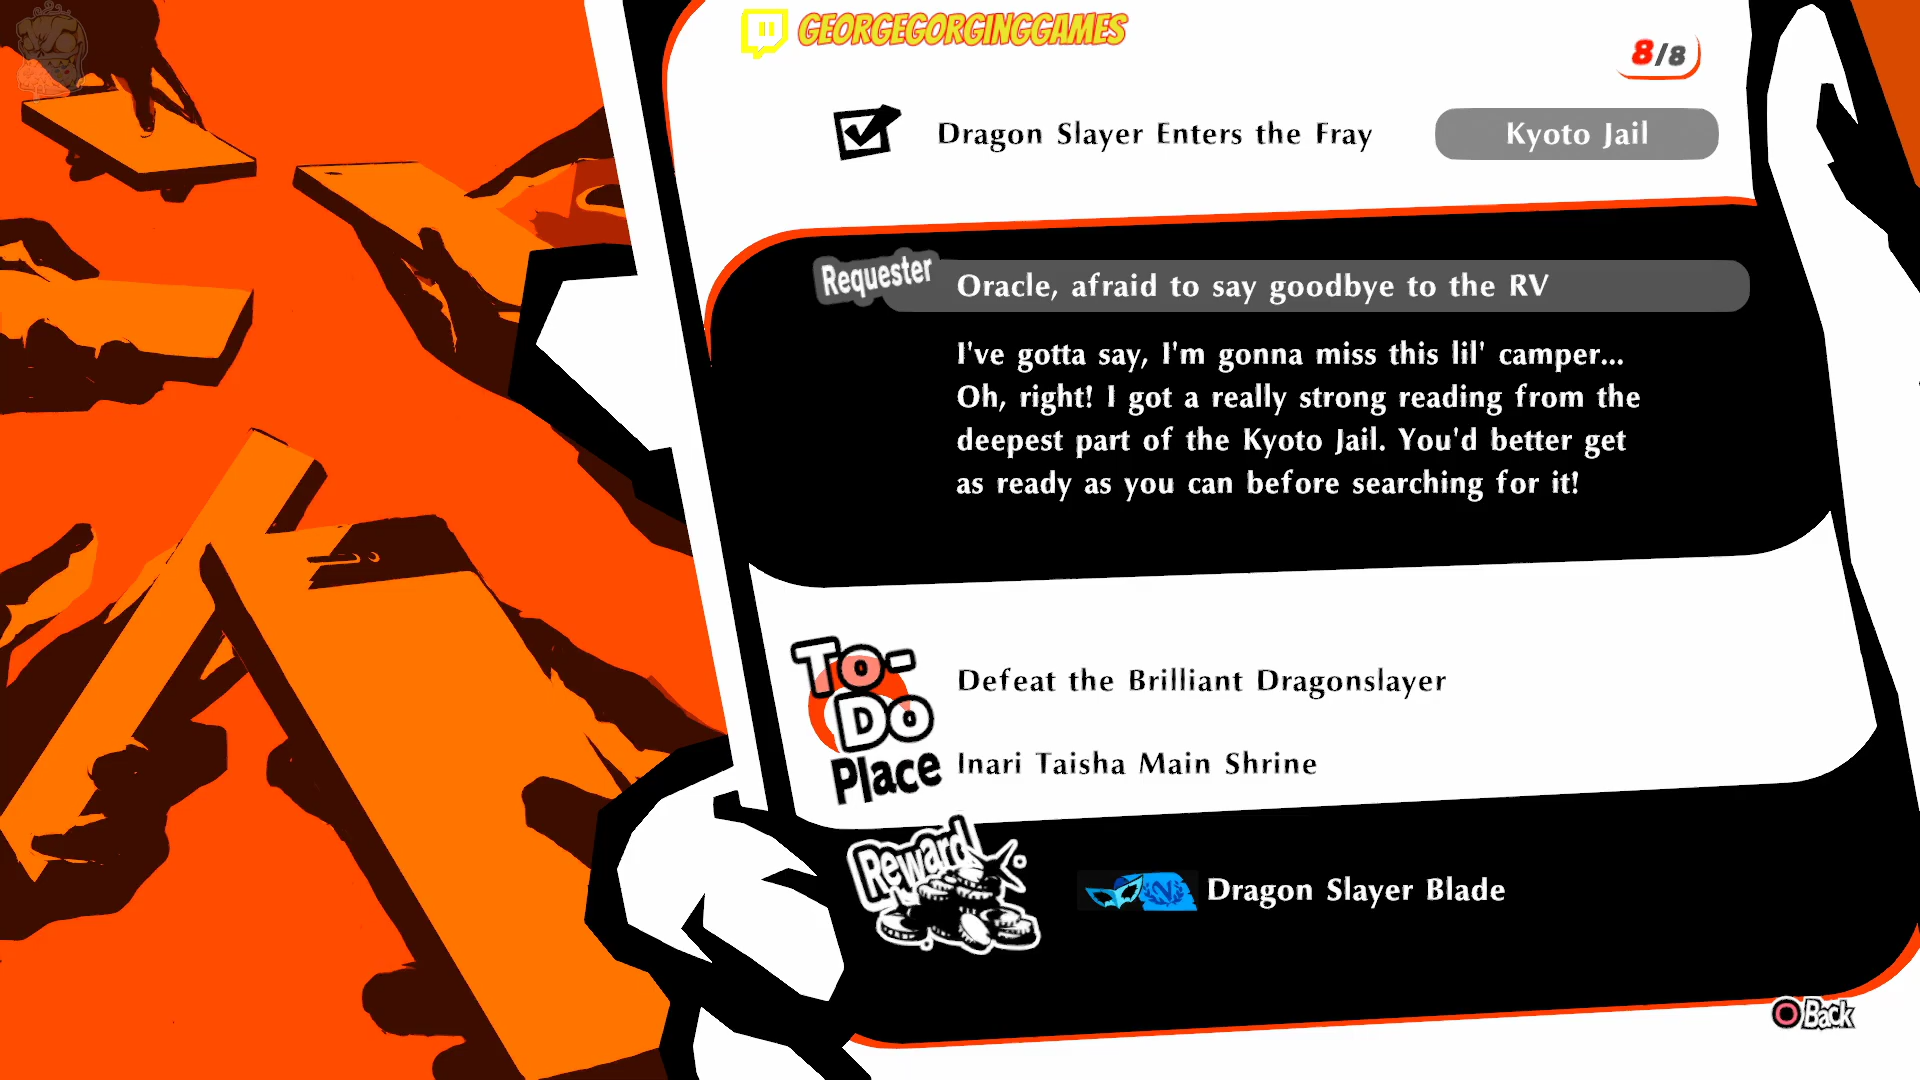 GEORGEGORGINGGAMES
8/8
Dragon Slayer Enters the Fray
Kyoto Jail
Requester
Oracle, afraid to say goodbye to the RV
I've gotta say, I'm gonna miss this lil' camper...
Oh, right! I got a really strong reading from the
deepest part of the Kyoto Jail. You'd better get
as ready as you can before searching for it!
To-
Do
Defeat the Brilliant Dragonslayer
Place
Inari Taisha Main Shrine
Reward
Dragon Slayer Blade
Back